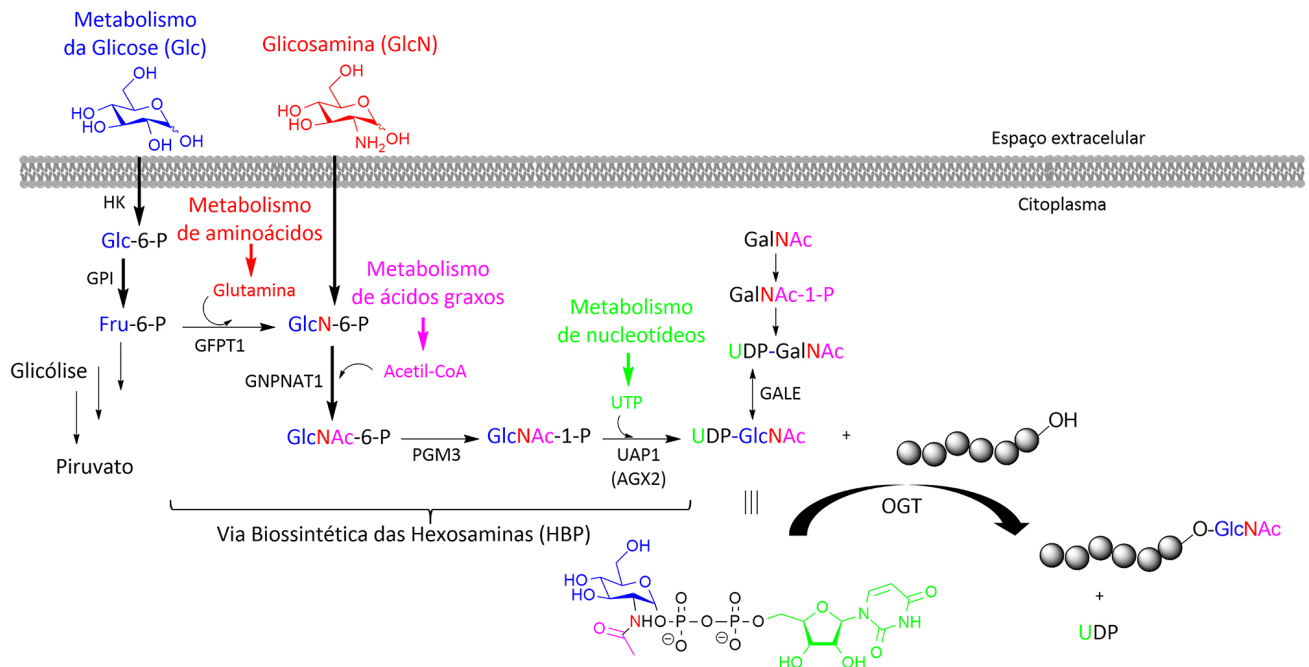 Metabolismo
da Glicose (Glc)
Glicosamina (GlcN)
OH
HO
O
HO
OH
OH
OH
HO
O
HO
NH2
OH
Espaço extracelular
Citoplasma
HK
Glc-6-P
GPI
Fru-6-P
Glicólise
Piruvato
Metabolismo
de aminoácidos
Glutamina
GFPT1
GlcN-6-P
Metabolismo
de ácidos graxos
Acetil-CoA
GNPNAT1
GlcNAc-6-P
PGM3
GlcNAc-1-P
Metabolismo
de nucleotídeos
UTP
UAP1
(AGX2)
GalNAc
GalNAc-1-P
UDP-GalNAc
GALE
UDP-GlcNAc
+
OH
OGT
O-GlcNAc
+
UDP
Via Biossintética das Hexosaminas (HBP)
OH
HO
O
HO
O
NHO
P
O
O
O
P
O
O
O
O
N
O
NH
O
HO
OH